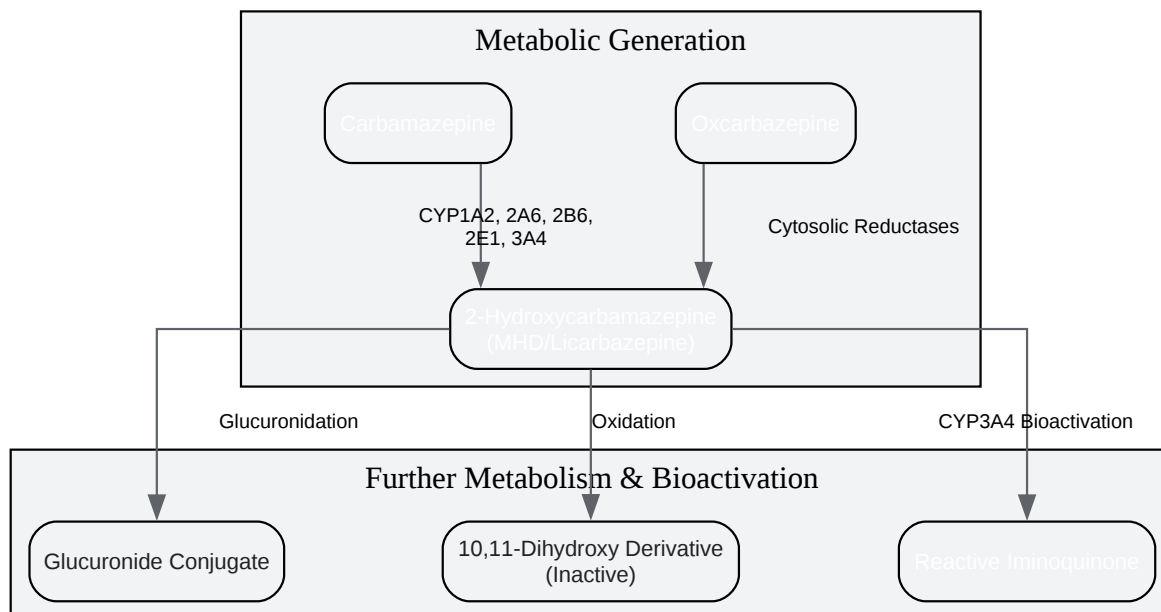 Metabolic Generation
Carbamazepine
Oxcarbazepine
CYP1A2, 2A6, 2B6,
2E1, 3A4
Cytosolic Reductases
2-Hydroxycarbamazepine
(MHD/Licarbazepine)
Glucuronidation
Oxidation
CYP3A4 Bioactivation
Further Metabolism & Bioactivation
Glucuronide Conjugate
10,11-Dihydroxy Derivative
(Inactive)
Reactive Iminoquinone